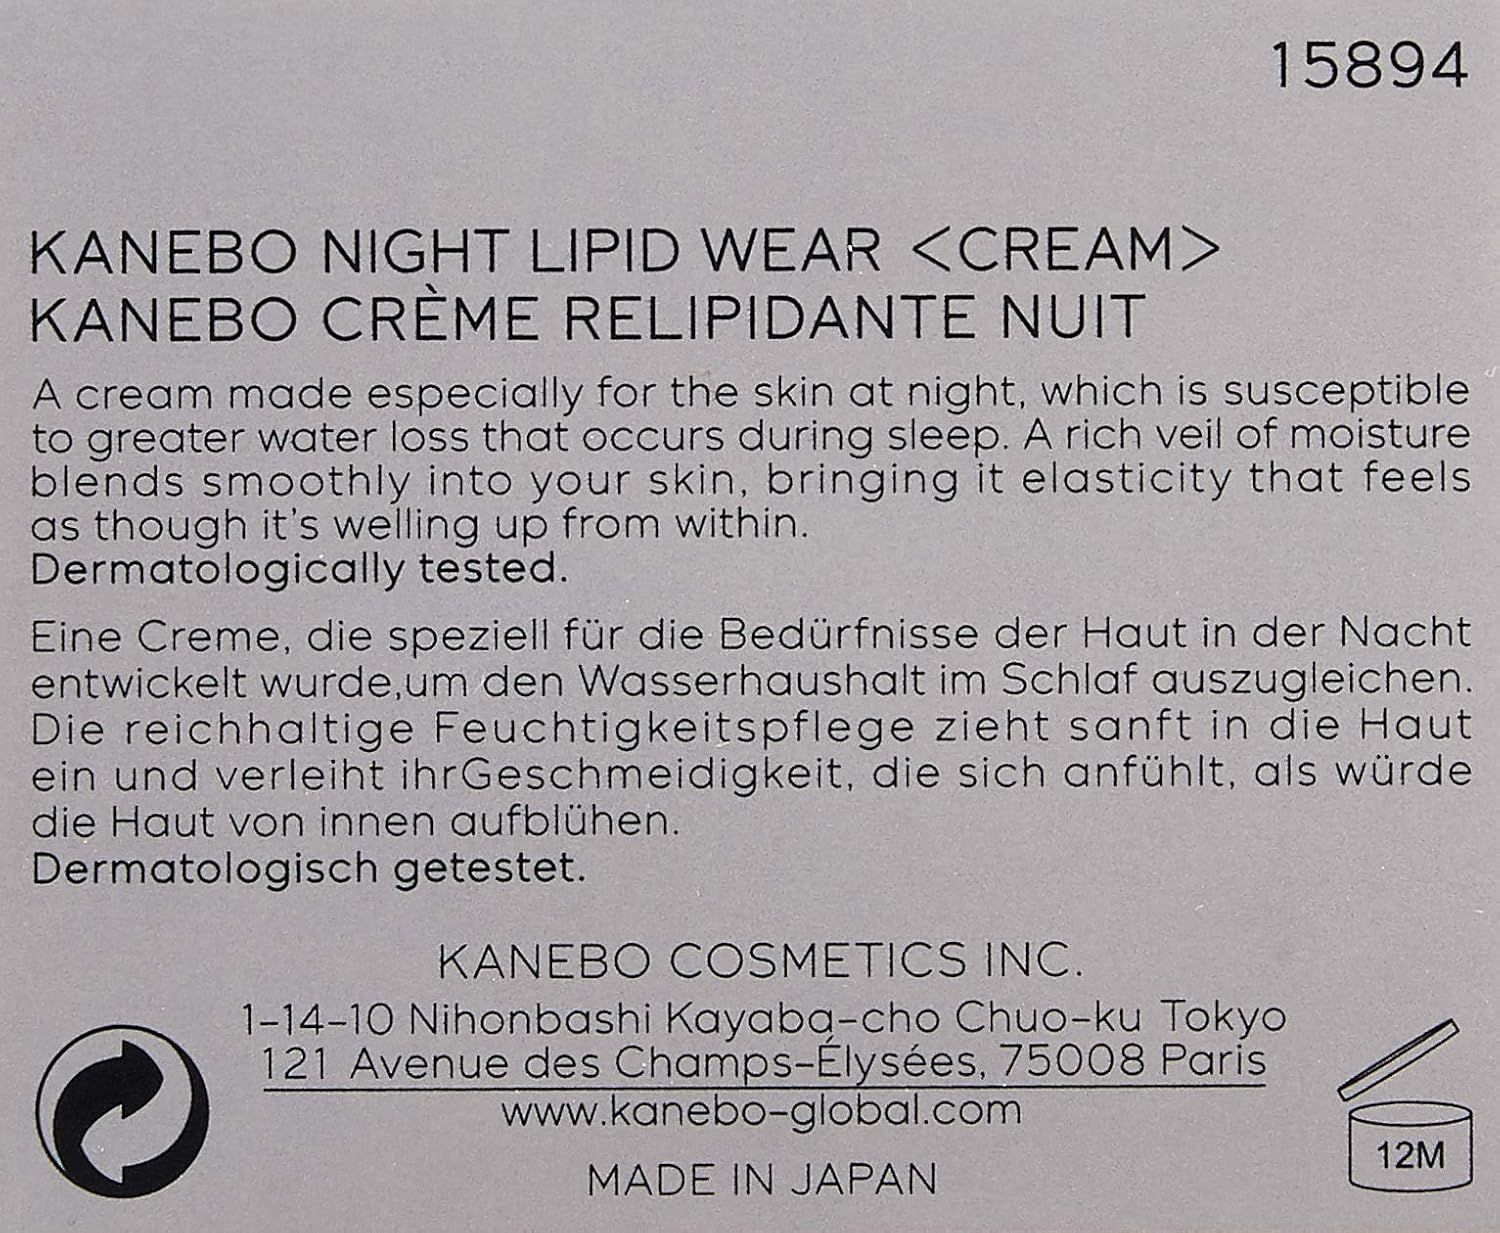 15894
KANEBO NIGHT LIPID WEAR <CREAM>
KANEBO CRÈME RELIPIDANTE NUIT
A cream made especially for the skin at night, which is susceptible
to greater water loss that occurs during sleep. A rich veil of moisture
blends smoothly into your skin, bringing it elasticity that feels
as though it's welling up from within.
Dermatologically tested.
Eine Creme, die speziell für die Bedürfnisse der Haut in der Nacht
entwickelt wurde,um den Wasserhaushalt im Schlaf auszugleichen.
Die reichhaltige Feuchtigkeitspflege zieht sanft in die Haut
ein und verleiht ihrGeschmeidigkeit, die sich anfühlt, als würde
die Haut von innen aufblühen.
Dermatologisch getestet.
KANEBO COSMETICS INC.
1-14-10 Nihonbashi Kayaba-cho Chuo-ku Tokyo
121 Avenue des Champs-Élysées, 75008 Paris
www.kanebo-global.com
MADE IN JAPAN
12M